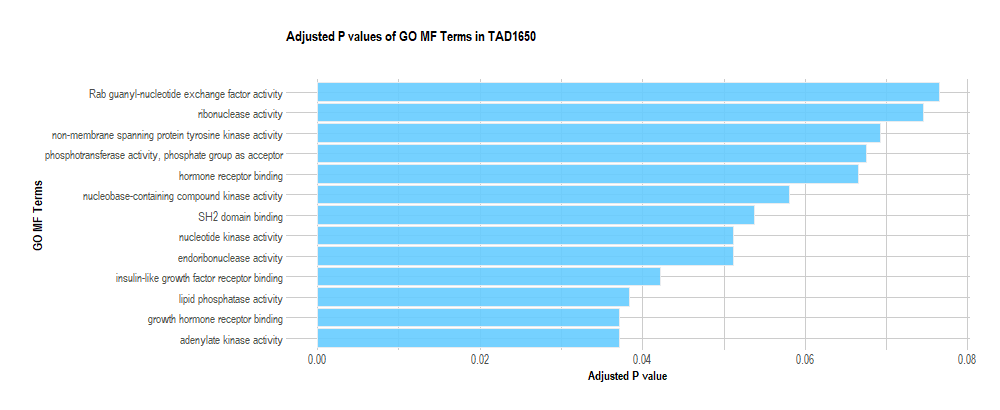 Adjusted P values of GO MF Terms in TAD1650
GO MF Terms
Rab guanyl-nucleotide exchange factor activity
ribonuclease activity
non-membrane spanning protein tyrosine kinase activity
phosphotransferase activity, phosphate group as acceptor
hormone receptor binding
nucleobase-containing compound kinase activity
SH2 domain binding
nucleotide kinase activity
endoribonuclease activity
insulin-like growth factor receptor binding
lipid phosphatase activity
growth hormone receptor binding
adenylate kinase activity
0.00 0.02 0.04 0.06 0.08
Adjusted P value